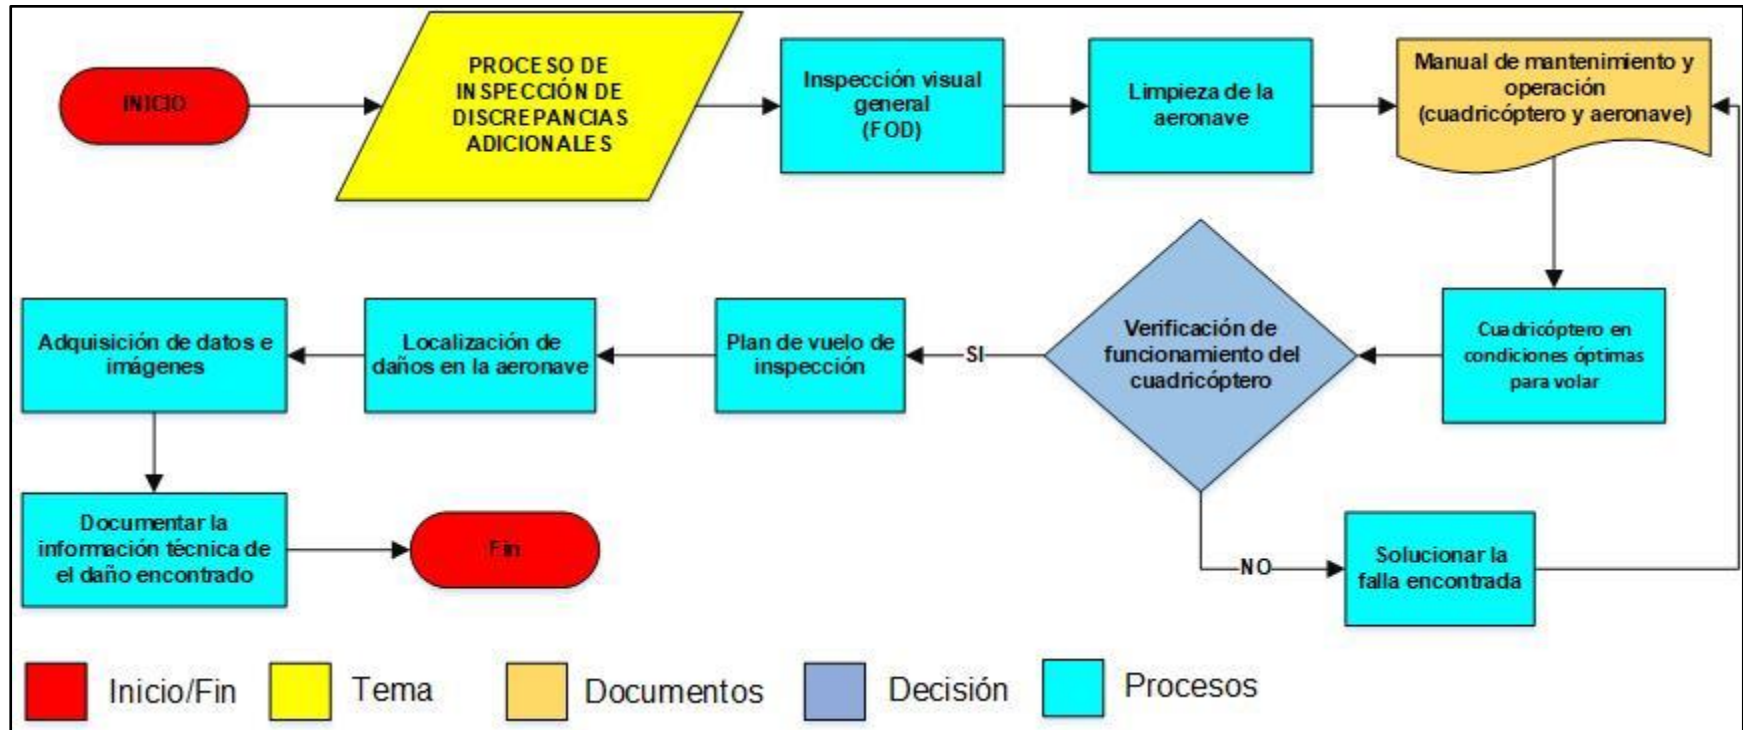 INICIO
PROCESO DE
INSPECCIÓN DE
DISCREPANCIAS
ADICIONALES
Inspección visual
general
(FOD)
Limpieza de la
aeronave
Manual de mantenimiento y
operación
(cuadricóptero y aeronave)
Cuadricóptero en
condiciones óptimas
para volar
Verificación de
funcionamiento del
cuadricóptero
SI
Plan de vuelo de
inspección
Localización de
daños en la aeronave
Adquisición de datos e
imágenes
Documentar la
información técnica de
el daño encontrado
Fin
NO
Solucionar la
falla encontrada
Inicio/Fin
Tema
Documentos
Decisión
Procesos